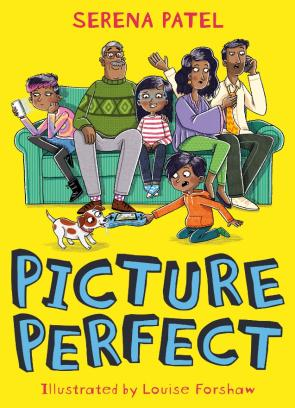 SERENA PATEL
PICTURE
PERFECT
Illustrated by Louise Forshaw